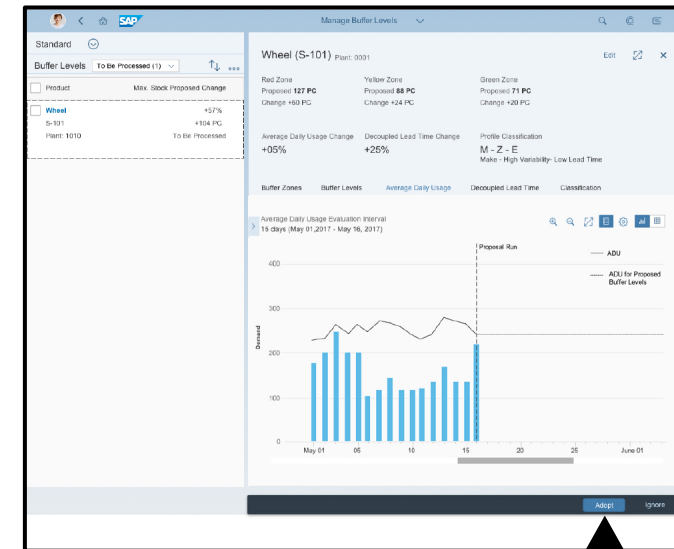 SAP
Manage Buffer Levels
Standard
Buffer Levels To Be Processed (1)
Product Max. Stock Proposed Change
Wheel +57%
S-101 +104 PC
Plant: 1010 To Be Processed
Wheel (S-101) Plant: 0001
Edit
Red Zone Yellow Zone Green Zone
Proposed 127 PC Proposed 88 PC Proposed 71 PC
Change +60 PC Change +24 PC Change +20 PC
Average Daily Usage Change Decoupled Lead Time Change Profile Classification
+05% +25% M - Z - E
Make - High Variability- Low Lead Time
Buffer Zones Buffer Levels Average Daily Usage Decoupled Lead Time Classification
Average Daily Usage Evaluation Interval
15 days (May 01,2017 - May 16, 2017)
Proposal Run
ADU
ADU for Proposed
Buffer Levels
Demand
400
300
200
100
0
May 01 05 10 15 20 25 June 01
Adopt Ignore